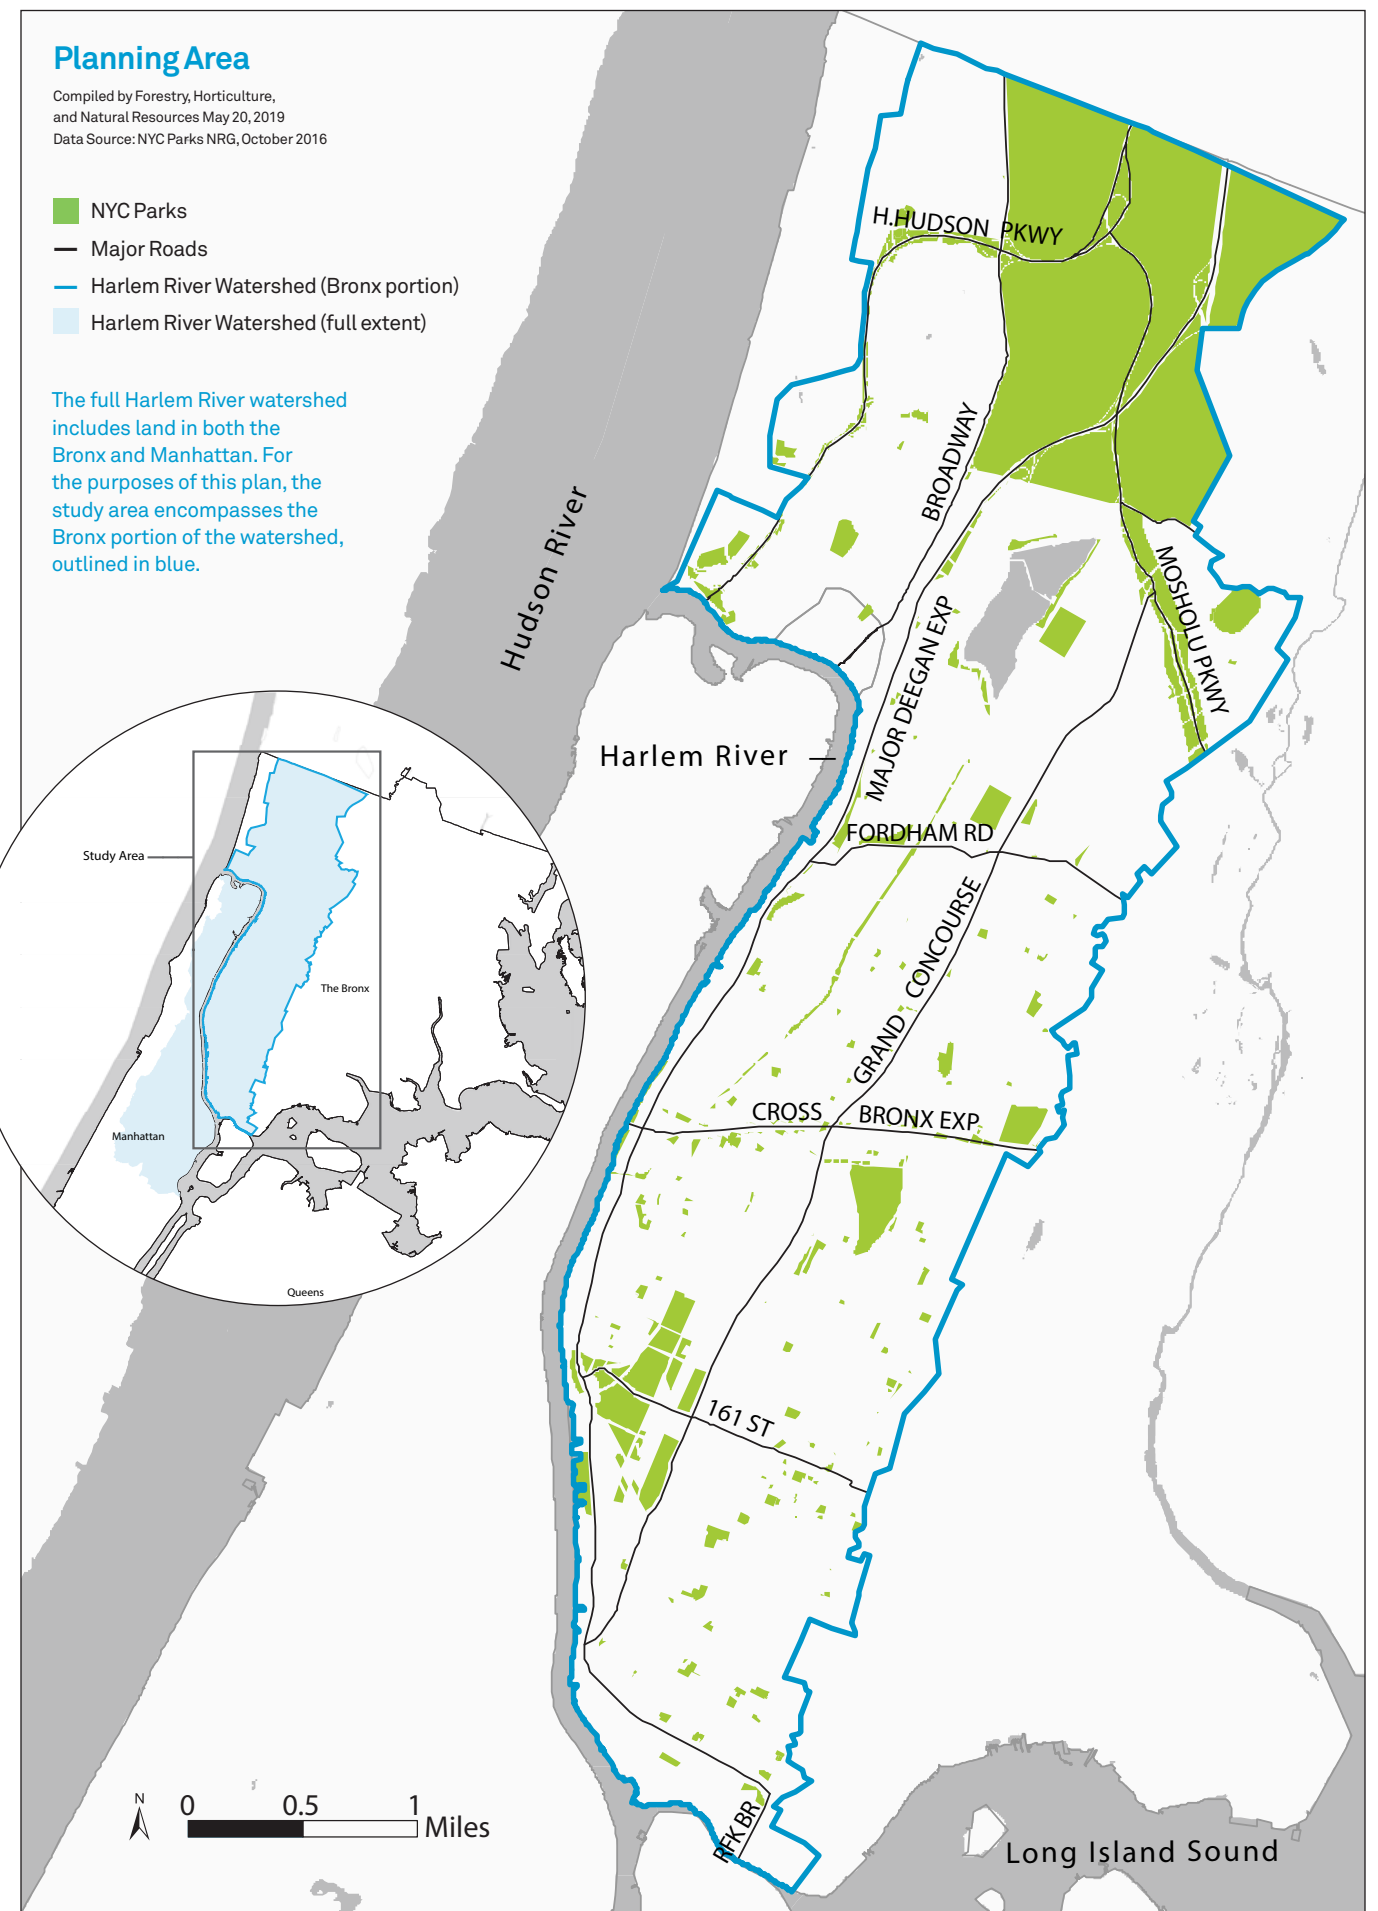 Planning Area
Compiled by Forestry, Horticulture,
and Natural Resources May 20, 2019
Data Source: NYC Parks NRG, October 2016
NYC Parks
Major Roads
Harlem River Watershed (Bronx portion)
Harlem River Watershed (full extent)
The full Harlem River watershed
includes land in both the
Bronx and Manhattan. For
the purposes of this plan, the
study area encompasses the
Bronx portion of the watershed,
outlined in blue.
H.HUDSON PKWY
BROADWAY
Hudson River
MOSHOLU PKWY
MAJOR DEEGAN EXP
Harlem River
FORDHAM RD
GRAND CONCOURSE
CROSS BRONX EXP
161 ST
RFK BR
Study Area
The Bronx
Manhattan
Queens
N
0 0.5 1
Miles
Long Island Sound